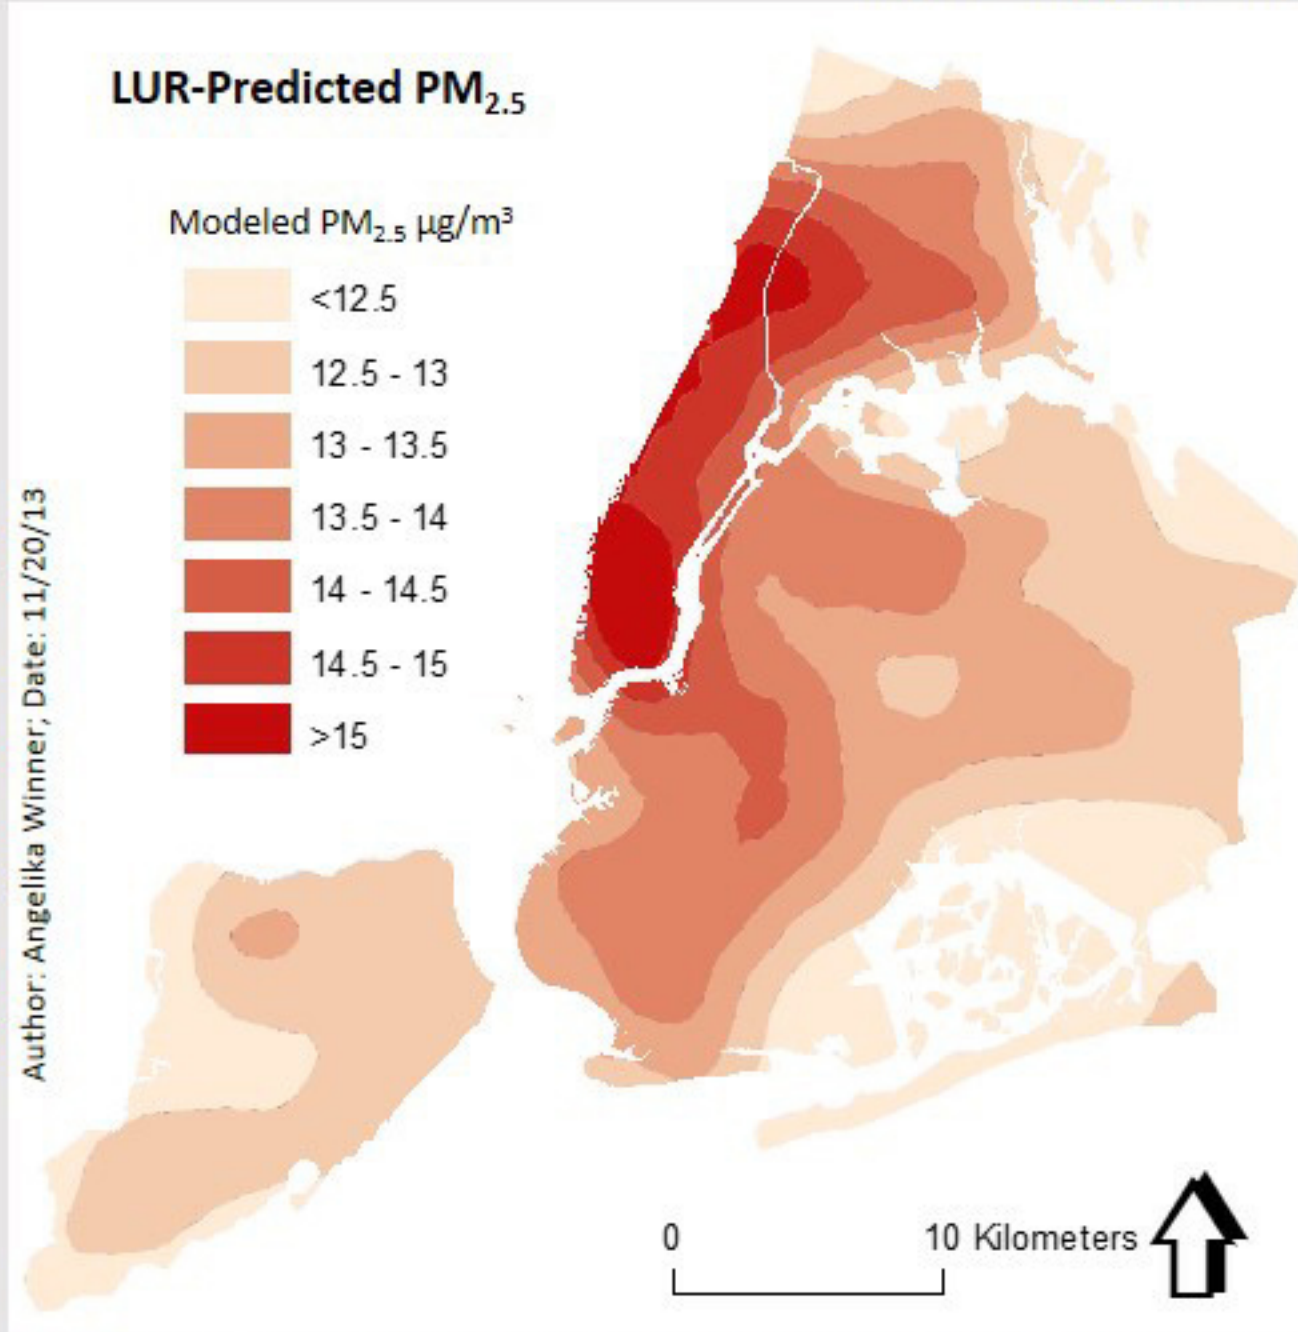 LUR-Predicted PM2.5
Modeled PM2.5 µg/m³
<12.5
12.5 - 13
13 - 13.5
13.5 - 14
14 - 14.5
14.5 - 15
>15
Author: Angelika Winner; Date: 11/20/13
0 10 Kilometers